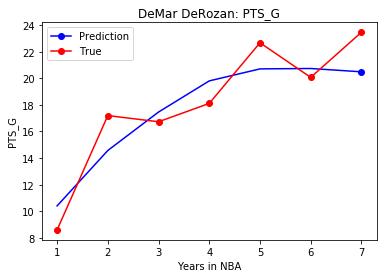 DeMar DeRozan: PTS_G
Prediction
True
PTS_G
24
22
20
18
16
14
12
10
8
1 2 3 4 5 6 7
Years in NBA